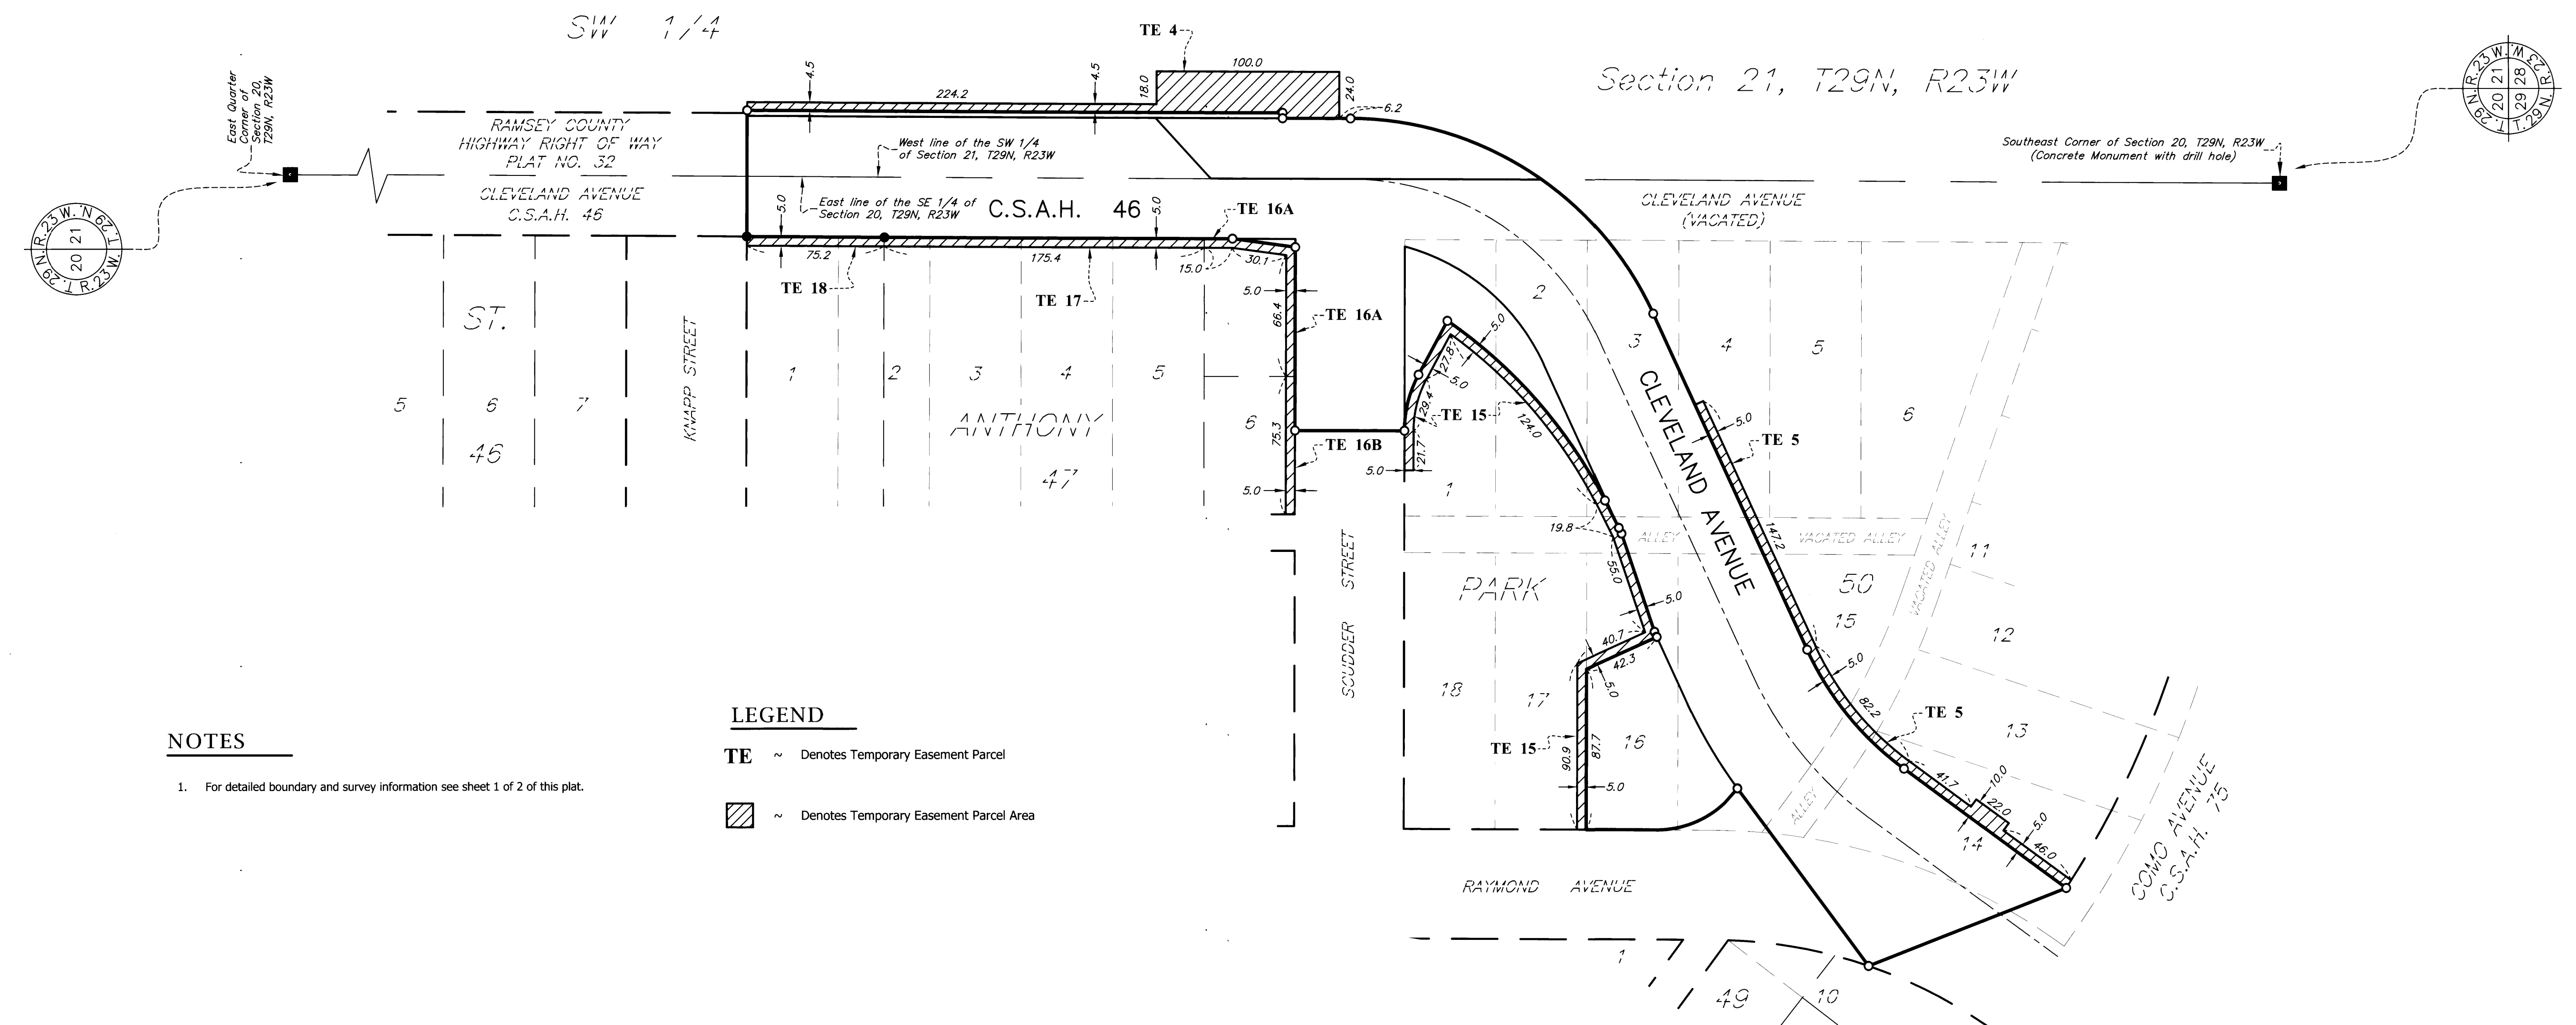 SW 1/4
TE 4
Section 21, T29N, R23W
East Quarter
Corner of
Section 20,
T29N, R23W
T. 29 N. R. 23 W.
20 21
29 28
T. 29 N. R. 23 W.
4.5
224.2
4.5
18.0
100.0
24.0
6.2
RAMSEY COUNTY
HIGHWAY RIGHT OF WAY
PLAT NO. 32
West line of the SW 1/4
of Section 21, T29N, R23W
Southeast Corner of Section 20, T29N, R23W
(Concrete Monument with drill hole)
CLEVELAND AVENUE
C.S.A.H. 46
East line of the SE 1/4 of
Section 20, T29N, R23W
C.S.A.H. 46
CLEVELAND AVENUE
(VACATED)
T. 29 N. R. 23 W.
20 21
T. 29 N. R. 23 W.
5.0
5.0
TE 16A
75.2
175.4
15.0
30.1
TE 18
TE 17
5.0
66.4
TE 16A
ST.
KNAPP STREET
1
2
3
4
5
5
6
7
46
ANTHONY
47
6
75.3
TE 16B
5.0
5.0
2
3
4
5
6
5.0
27.8
5.0
29.4
TE 15
124.0
21.7
5.0
1
CLEVELAND AVENUE
5.0
TE 5
147.2
19.8
ALLEY
VACATED ALLEY
VACATED ALLEY
11
55.0
PARK
50
5.0
15
12
SCUDDER STREET
40.7
42.3
5.0
5.0
18
17
16
82.2
TE 5
13
TE 15
90.9
87.7
5.0
41.7
10.0
22.0
5.0
46.0
14
ALLEY
COMO AVENUE
C.S.A.H. 75
RAYMOND AVENUE
1
49
10
NOTES
1. For detailed boundary and survey information see sheet 1 of 2 of this plat.
LEGEND
TE ~ Denotes Temporary Easement Parcel
~ Denotes Temporary Easement Parcel Area